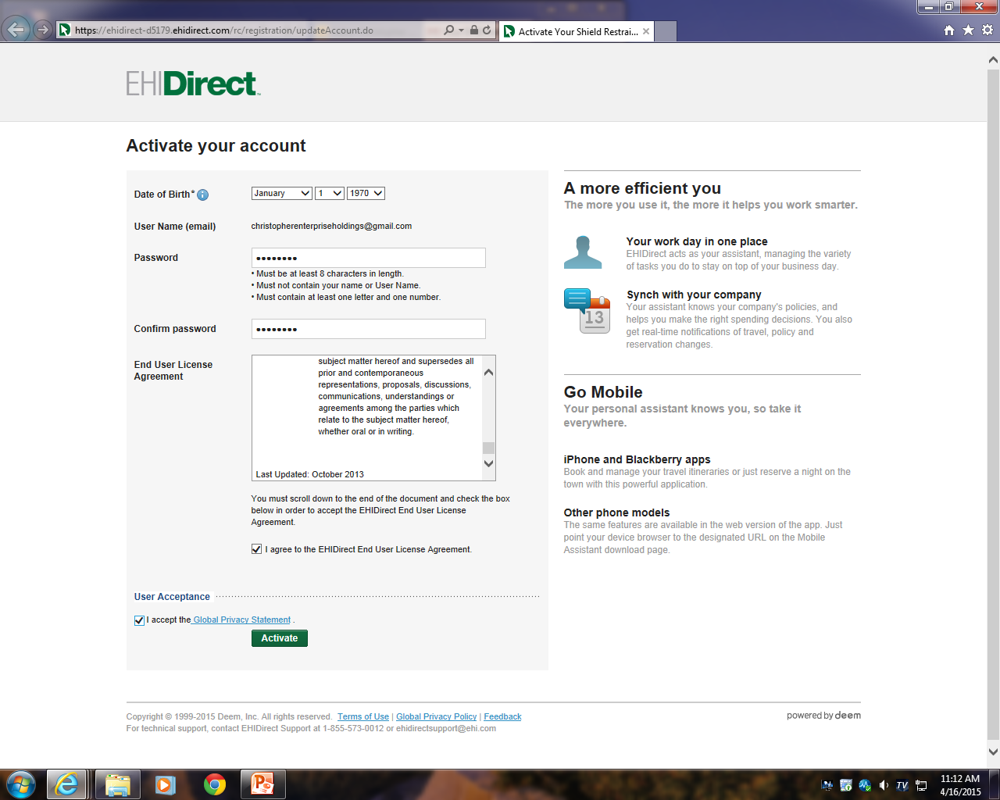 https://ehidirect-d5179.ehidirect.com/rc/registration/updateAccount.do
Activate Your Shield Restrai...
EHIDirect™
Activate your account
Date of Birth*
January 1 1970
User Name (email) christopherenterpriseholdings@gmail.com
Password ••••••••
• Must be at least 8 characters in length.
• Must not contain your name or User Name.
• Must contain at least one letter and one number.
Confirm password ••••••••
End User License
Agreement
subject matter hereof and supersedes all
prior and contemporaneous
representations, proposals, discussions,
communications, understandings or
agreements among the parties which
relate to the subject matter hereof,
whether oral or in writing.
Last Updated: October 2013
You must scroll down to the end of the document and check the box
below in order to accept the EHIDirect End User License
Agreement.
I agree to the EHIDirect End User License Agreement.
User Acceptance
I accept the Global Privacy Statement .
Activate
A more efficient you
The more you use it, the more it helps you work smarter.
Your work day in one place
EHIDirect acts as your assistant, managing the variety
of tasks you do to stay on top of your business day.
13
Synch with your company
Your assistant knows your company's policies, and
helps you make the right spending decisions. You also
get real-time notifications of travel, policy and
reservation changes.
Go Mobile
Your personal assistant knows you, so take it
everywhere.
iPhone and Blackberry apps
Book and manage your travel itineraries or just reserve a night on the
town with this powerful application.
Other phone models
The same features are available in the web version of the app. Just
point your device browser to the designated URL on the Mobile
Assistant download page.
Copyright © 1999-2015 Deem, Inc. All rights reserved. Terms of Use | Global Privacy Policy | Feedback
For technical support, contact EHIDirect Support at 1-855-573-0012 or ehidirectsupport@ehi.com
powered by deem
TV
11:12 AM
4/16/2015